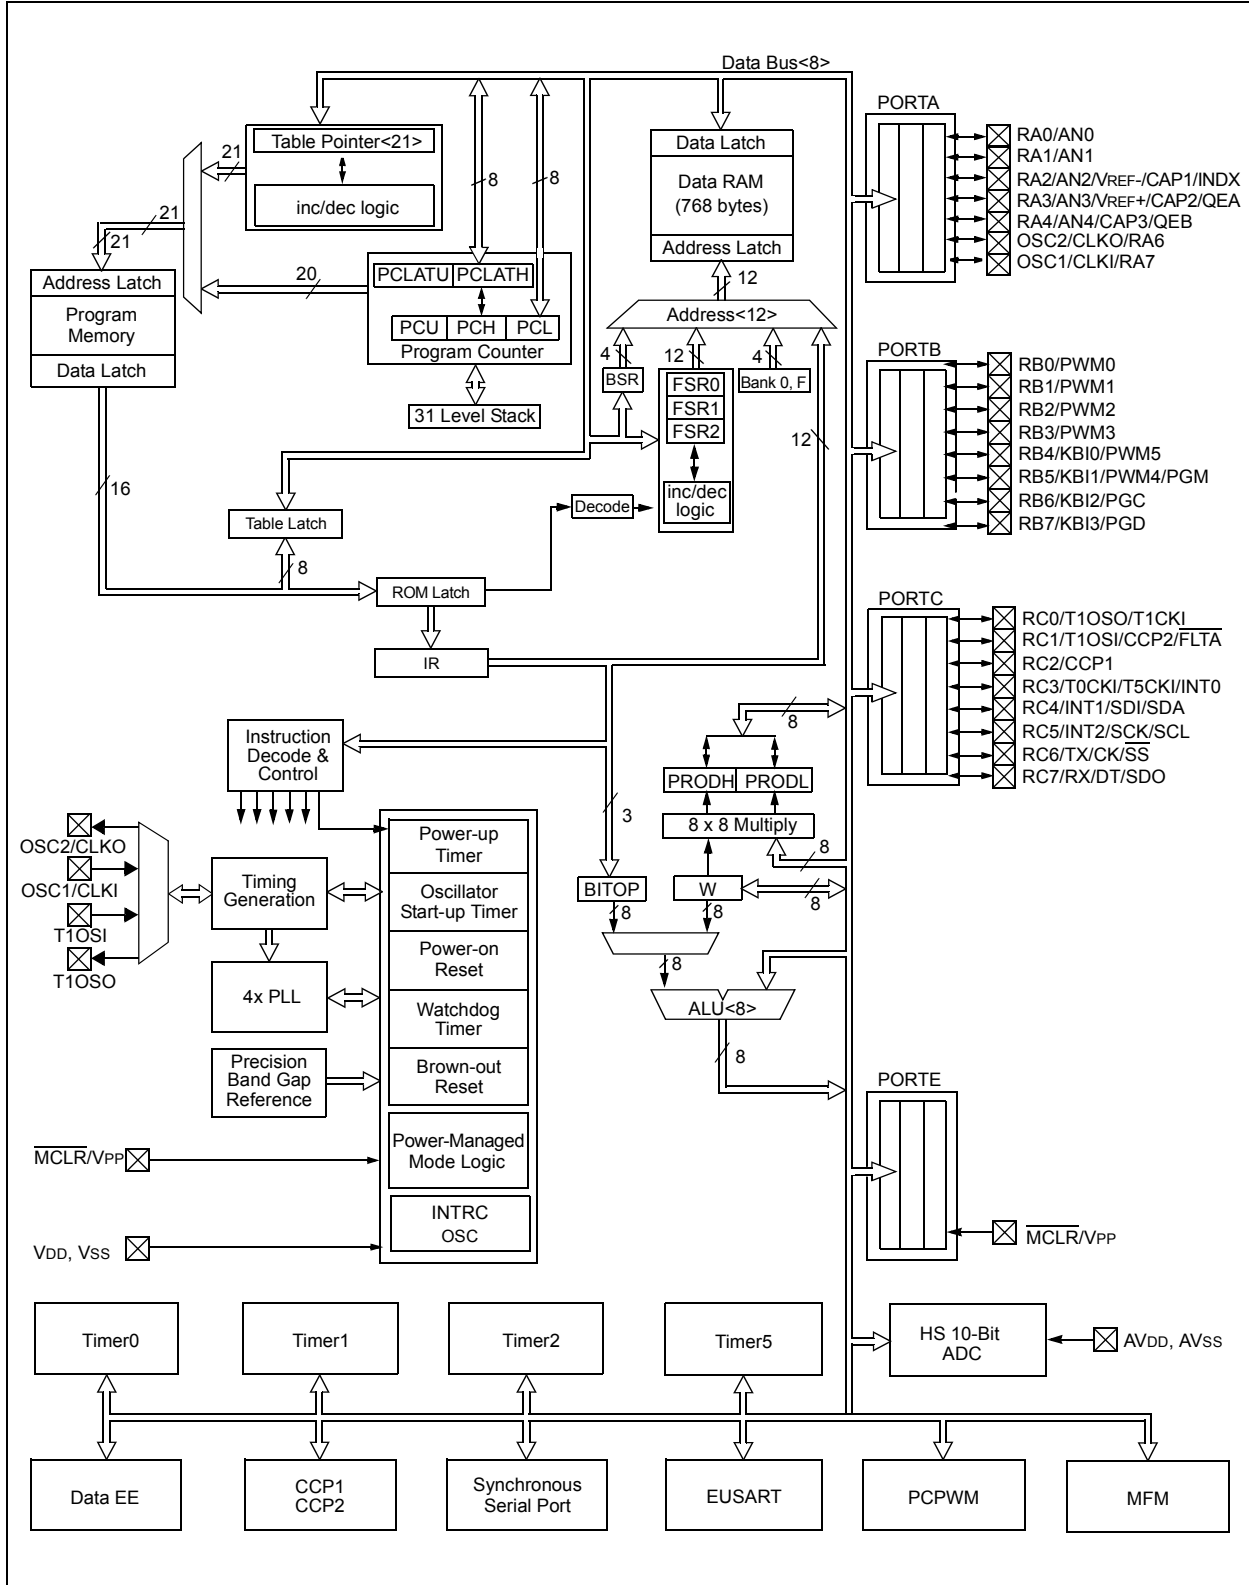 Data Bus<8>
Table Pointer<21>
inc/dec logic
21
21
21
20
8
8
Address Latch
Program
Memory
Data Latch
PCLATU
PCLATH
PCU
PCH
PCL
Program Counter
31 Level Stack
Data Latch
Data RAM
(768 bytes)
Address Latch
12
Address<12>
4
12
4
BSR
FSR0
FSR1
FSR2
inc/dec
logic
Bank 0, F
12
16
Table Latch
8
Decode
ROM Latch
IR
PORTA
RA0/AN0
RA1/AN1
RA2/AN2/VREF-/CAP1/INDX
RA3/AN3/VREF+/CAP2/QEA
RA4/AN4/CAP3/QEB
OSC2/CLKO/RA6
OSC1/CLKI/RA7
PORTB
RB0/PWM0
RB1/PWM1
RB2/PWM2
RB3/PWM3
RB4/KBI0/PWM5
RB5/KBI1/PWM4/PGM
RB6/KBI2/PGC
RB7/KBI3/PGD
PORTC
RC0/T1OSO/T1CKI
RC1/T1OSI/CCP2/FLTA
RC2/CCP1
RC3/T0CKI/T5CKI/INT0
RC4/INT1/SDI/SDA
RC5/INT2/SCK/SCL
RC6/TX/CK/SS
RC7/RX/DT/SDO
Instruction
Decode &
Control
8
PRODH
PRODL
8 x 8 Multiply
3
8
BITOP
W
8
8
8
8
ALU<8>
8
OSC2/CLKO
OSC1/CLKI
T1OSI
T1OSO
Timing
Generation
4x PLL
Precision
Band Gap
Reference
Power-up
Timer
Oscillator
Start-up Timer
Power-on
Reset
Watchdog
Timer
Brown-out
Reset
Power-Managed
Mode Logic
INTRC
OSC
MCLR/VPP
VDD, VSS
PORTE
MCLR/VPP
Timer0
Timer1
Timer2
Timer5
HS 10-Bit
ADC
AVDD, AVSS
Data EE
CCP1
CCP2
Synchronous
Serial Port
EUSART
PCPWM
MFM